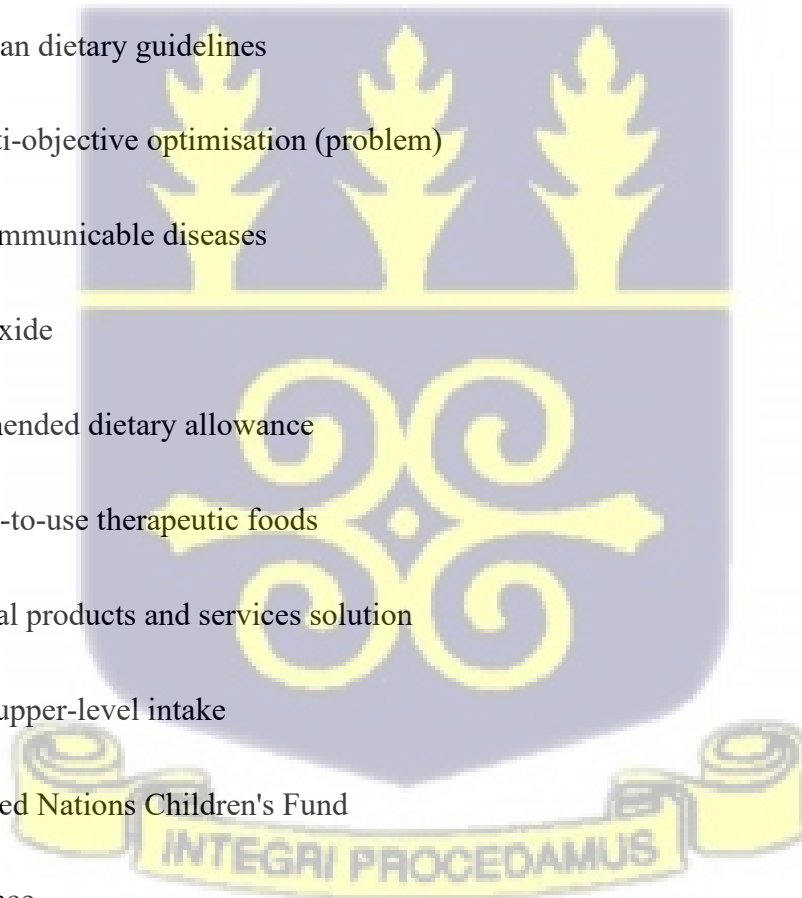 an dietary guidelines
ti-objective optimisation (problem)
mmunicable diseases
xide
ended dietary allowance
-to-use therapeutic foods
al products and services solution
upper-level intake
ed Nations Children's Fund
INTEGRI PROCEDAMUS